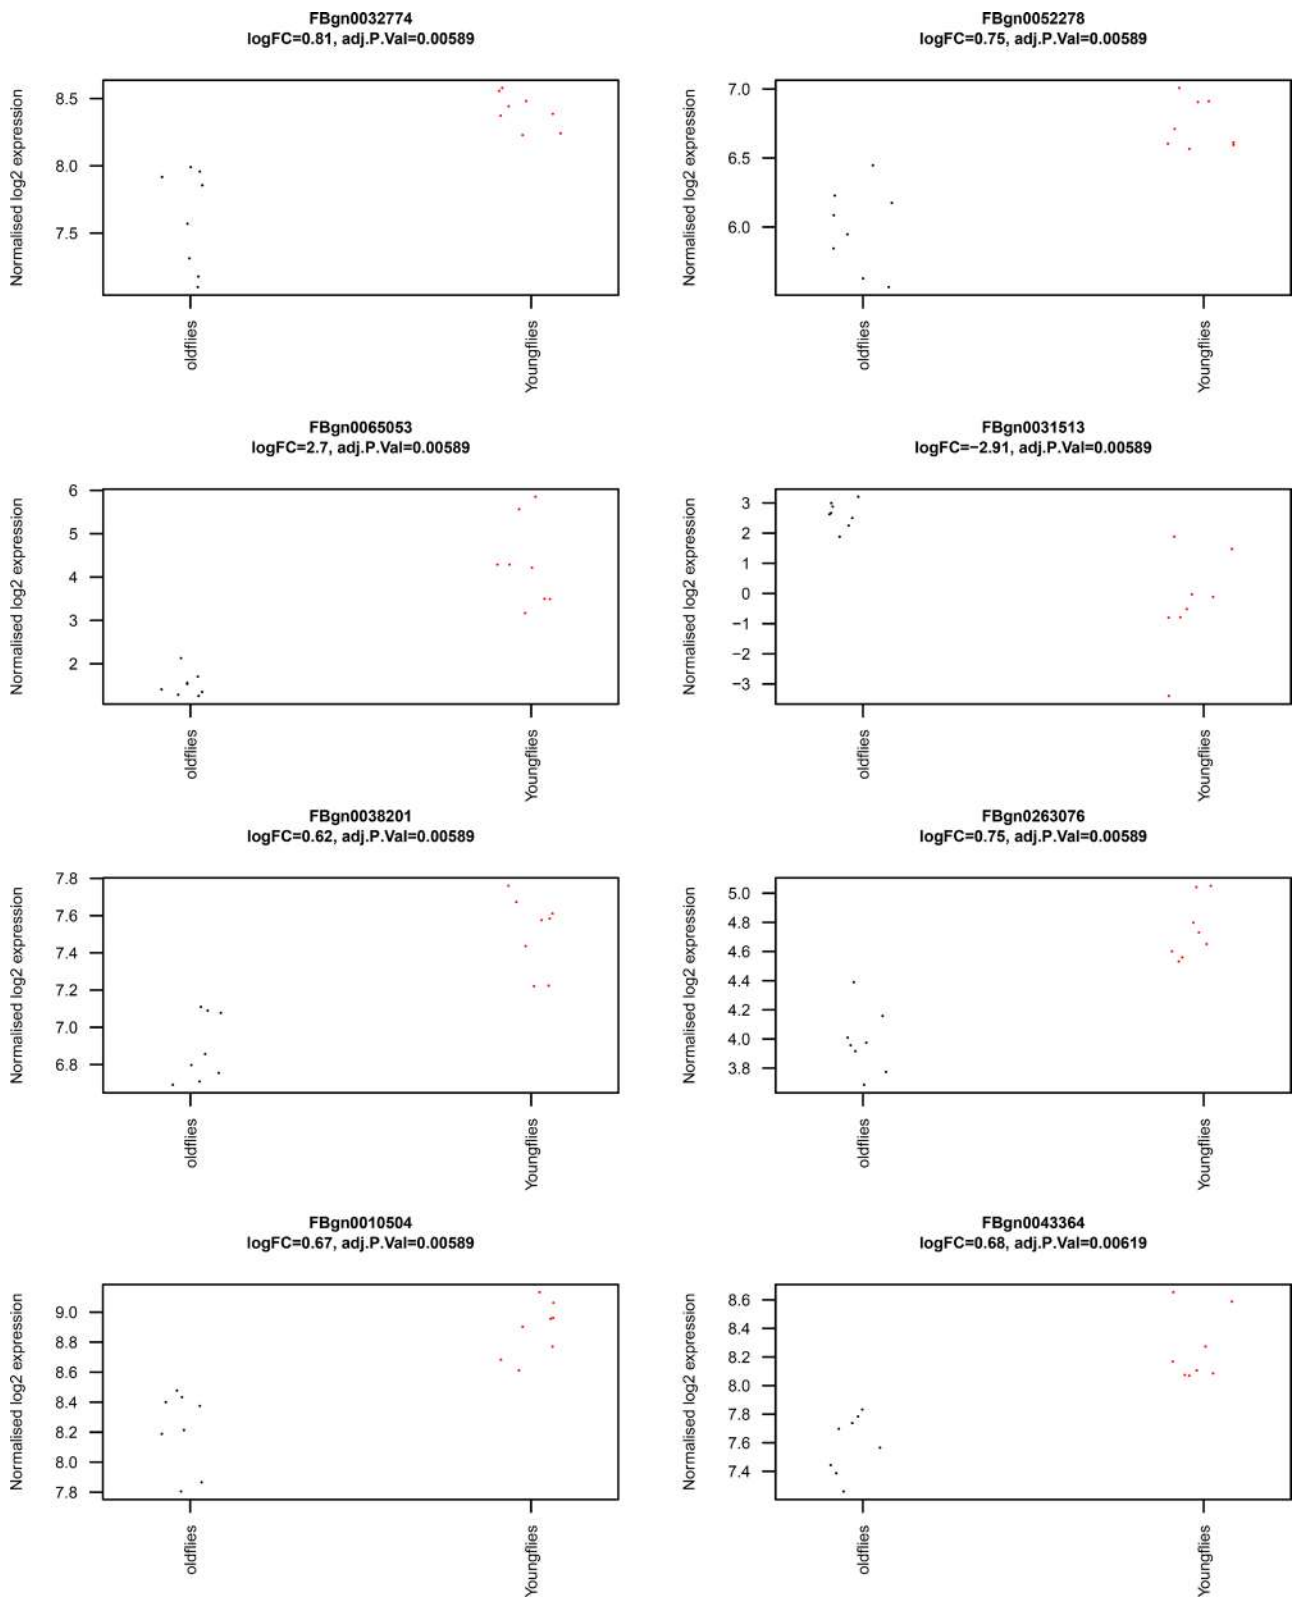 FBgn0032774
logFC=0.81, adj.P.Val=0.00589
Normalised log2 expression
8.5
8.0
7.5
oldflies
Youngflies
FBgn0052278
logFC=0.75, adj.P.Val=0.00589
Normalised log2 expression
7.0
6.5
6.0
oldflies
Youngflies
FBgn0065053
logFC=2.7, adj.P.Val=0.00589
Normalised log2 expression
6
5
4
3
2
oldflies
Youngflies
FBgn0031513
logFC=−2.91, adj.P.Val=0.00589
Normalised log2 expression
3
2
1
0
−1
−2
−3
oldflies
Youngflies
FBgn0038201
logFC=0.62, adj.P.Val=0.00589
Normalised log2 expression
7.8
7.6
7.4
7.2
7.0
6.8
oldflies
Youngflies
FBgn0263076
logFC=0.75, adj.P.Val=0.00589
Normalised log2 expression
5.0
4.8
4.6
4.4
4.2
4.0
3.8
oldflies
Youngflies
FBgn0010504
logFC=0.67, adj.P.Val=0.00589
Normalised log2 expression
9.0
8.8
8.6
8.4
8.2
8.0
7.8
oldflies
Youngflies
FBgn0043364
logFC=0.68, adj.P.Val=0.00619
Normalised log2 expression
8.6
8.4
8.2
8.0
7.8
7.6
7.4
oldflies
Youngflies